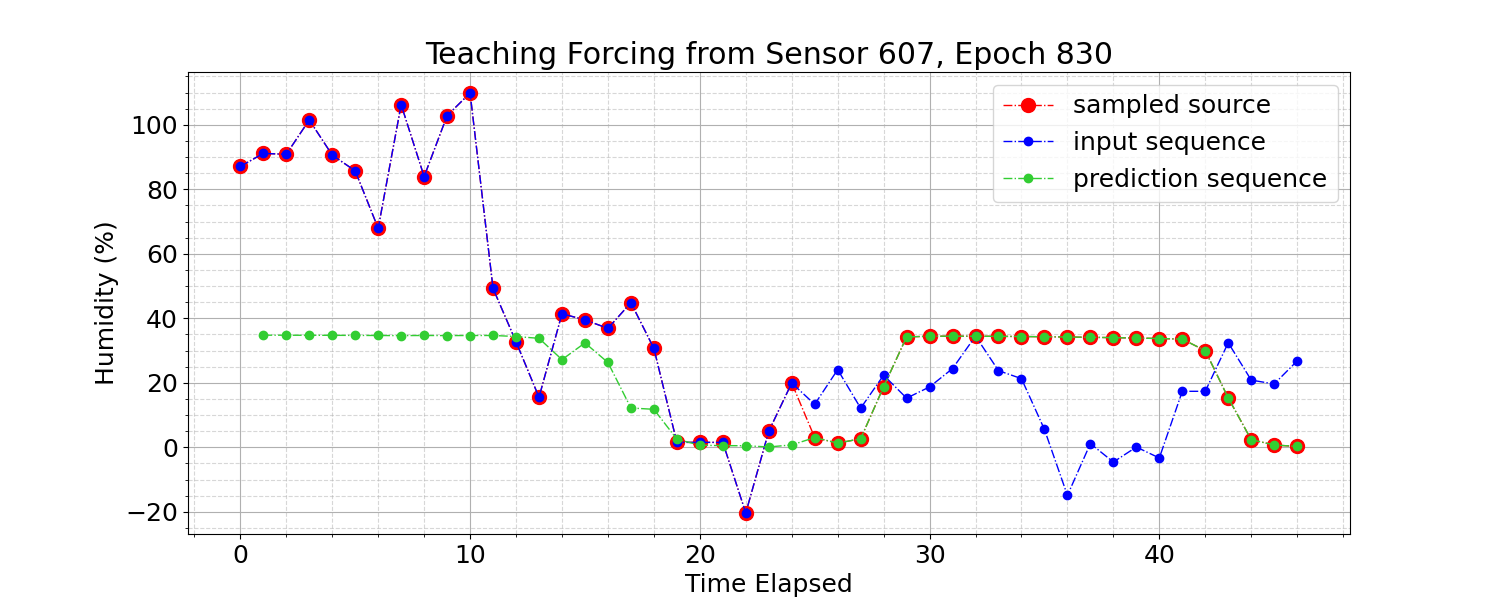 Teaching Forcing from Sensor 607, Epoch 830
sampled source
input sequence
prediction sequence
Humidity (%)
100
80
60
40
20
0
−20
0 10 20 30 40
Time Elapsed